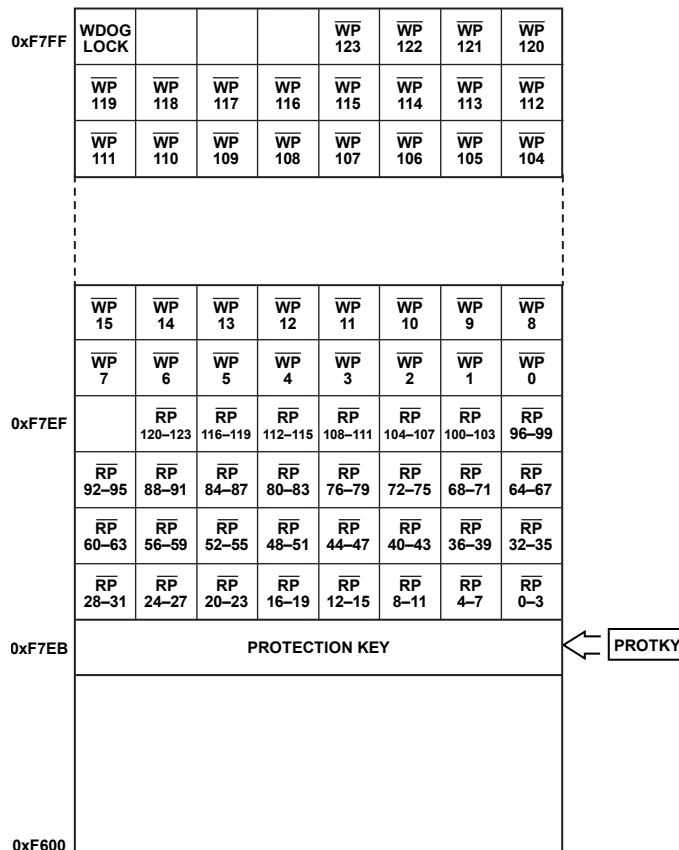 0xF7FF WDOG LOCK WP 123 WP 122 WP 121 WP 120
WP 119 WP 118 WP 117 WP 116 WP 115 WP 114 WP 113 WP 112
WP 111 WP 110 WP 109 WP 108 WP 107 WP 106 WP 105 WP 104
WP 15 WP 14 WP 13 WP 12 WP 11 WP 10 WP 9 WP 8
WP 7 WP 6 WP 5 WP 4 WP 3 WP 2 WP 1 WP 0
0xF7EF RP 120–123 RP 116–119 RP 112–115 RP 108–111 RP 104–107 RP 100–103 RP 96–99
RP 92–95 RP 88–91 RP 84–87 RP 80–83 RP 76–79 RP 72–75 RP 68–71 RP 64–67
RP 60–63 RP 56–59 RP 52–55 RP 48–51 RP 44–47 RP 40–43 RP 36–39 RP 32–35
RP 28–31 RP 24–27 RP 20–23 RP 16–19 RP 12–15 RP 8–11 RP 4–7 RP 0–3
0xF7EB PROTECTION KEY PROTKY
0xF600